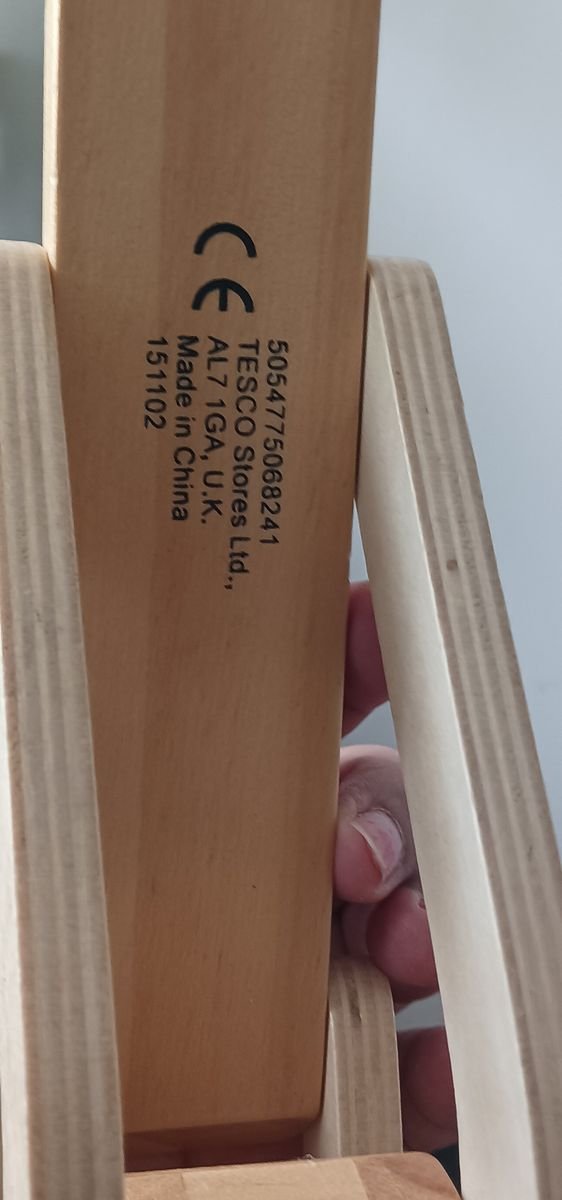 CE
5054775068241
TESCO Stores Ltd.,
AL7 1GA, U.K.
Made in China
151102